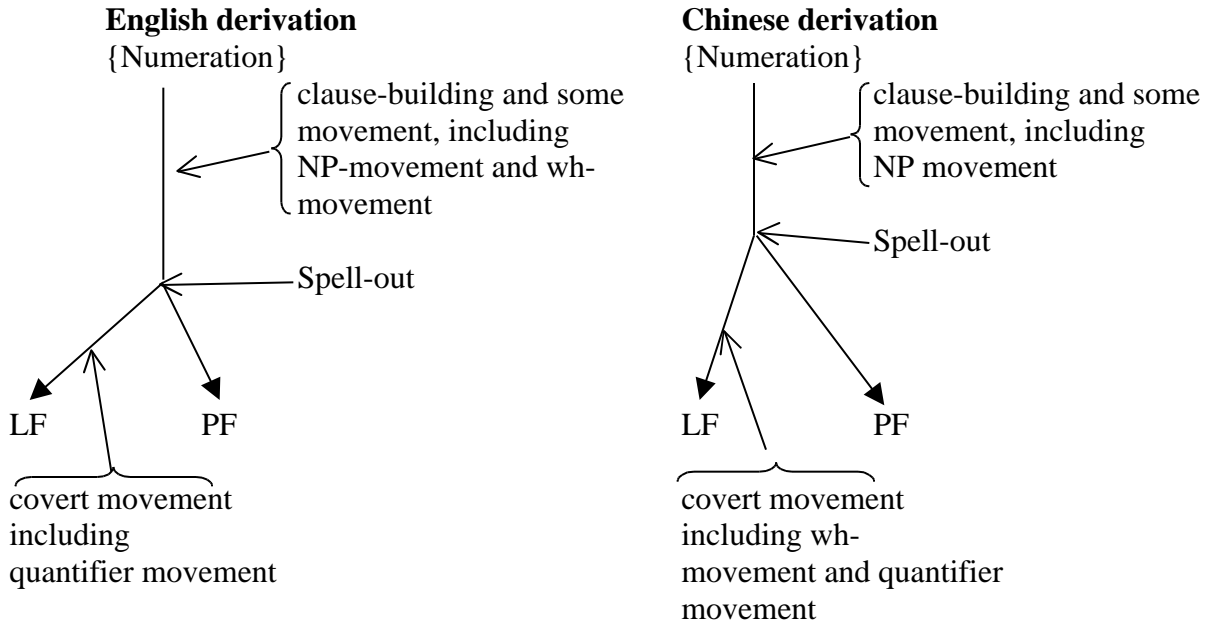 English derivation
{Numeration}
clause-building and some
movement, including
NP-movement and wh-
movement
Spell-out
LF
PF
covert movement
including
quantifier movement
Chinese derivation
{Numeration}
clause-building and some
movement, including
NP movement
Spell-out
LF
PF
covert movement
including wh-
movement and quantifier
movement